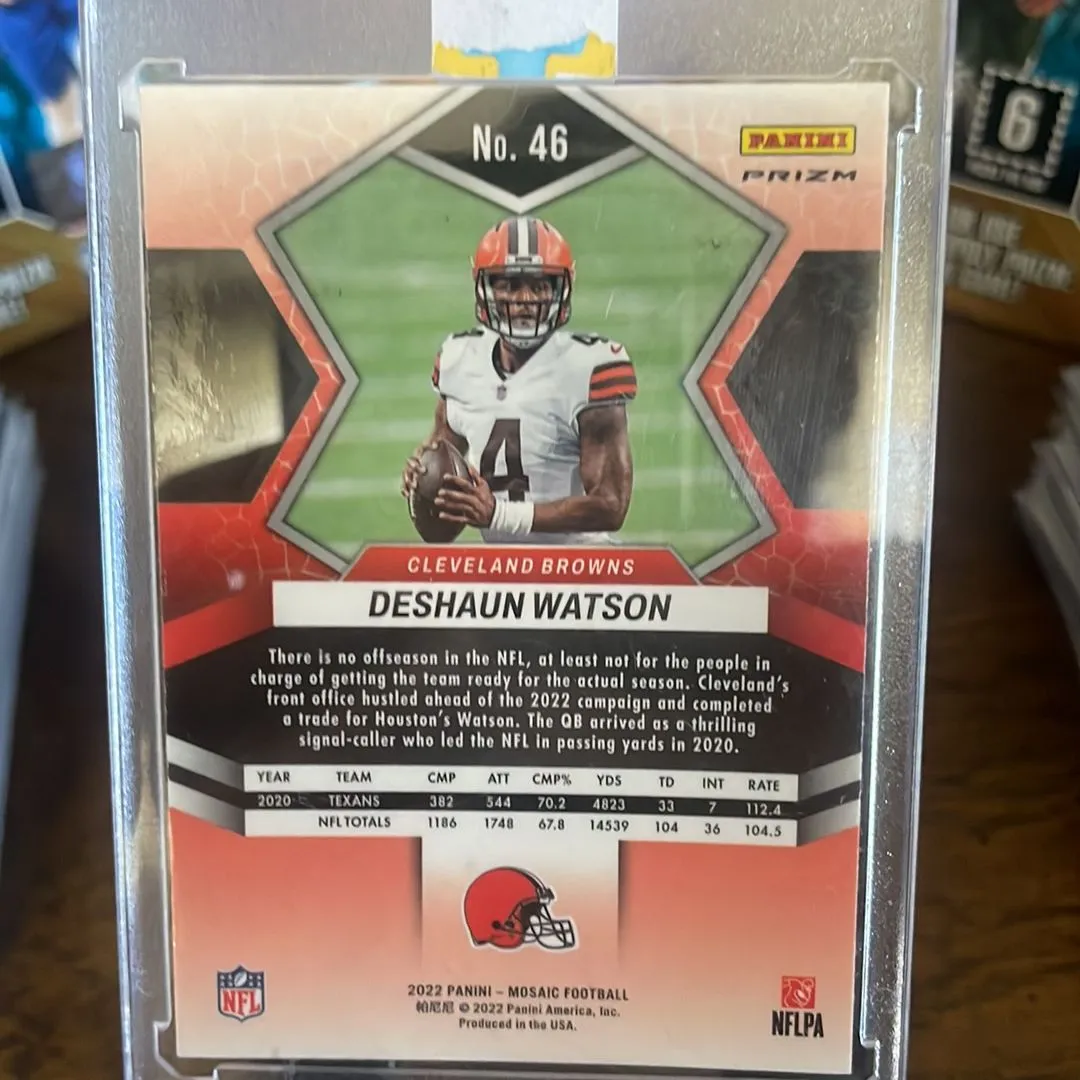 6
No. 46
PANINI
PRIZM
4
4
CLEVELAND BROWNS
DESHAUN WATSON
There is no offseason in the NFL, at least not for the people in
charge of getting the team ready for the actual season. Cleveland's
front office hustled ahead of the 2022 campaign and completed
a trade for Houston's Watson. The QB arrived as a thrilling
signal-caller who led the NFL in passing yards in 2020.
YEAR TEAM CMP ATT CMP% YDS TD INT RATE
2020 TEXANS 382 544 70.2 4823 33 7 112.4
NFL TOTALS 1186 1748 67.8 14539 104 36 104.5
NFL
2022 PANINI – MOSAIC FOOTBALL
帕尼尼 © 2022 Panini America, Inc.
Produced in the USA.
NFLPA